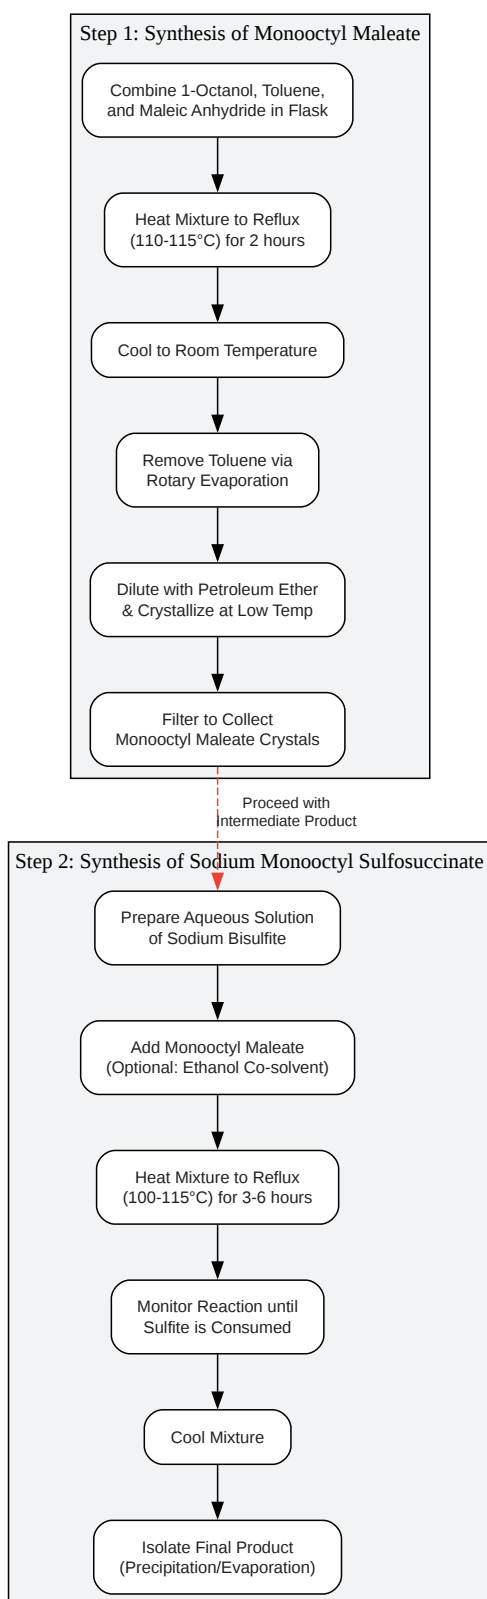 Step 1: Synthesis of Monooctyl Maleate
Combine 1-Octanol, Toluene,
and Maleic Anhydride in Flask
Heat Mixture to Reflux
(110-115°C) for 2 hours
Cool to Room Temperature
Remove Toluene via
Rotary Evaporation
Dilute with Petroleum Ether
& Crystallize at Low Temp
Filter to Collect
Monooctyl Maleate Crystals
Proceed with
Intermediate Product
Step 2: Synthesis of Sodium Monooctyl Sulfosuccinate
Prepare Aqueous Solution
of Sodium Bisulfite
Add Monooctyl Maleate
(Optional: Ethanol Co-solvent)
Heat Mixture to Reflux
(100-115°C) for 3-6 hours
Monitor Reaction until
Sulfite is Consumed
Cool Mixture
Isolate Final Product
(Precipitation/Evaporation)